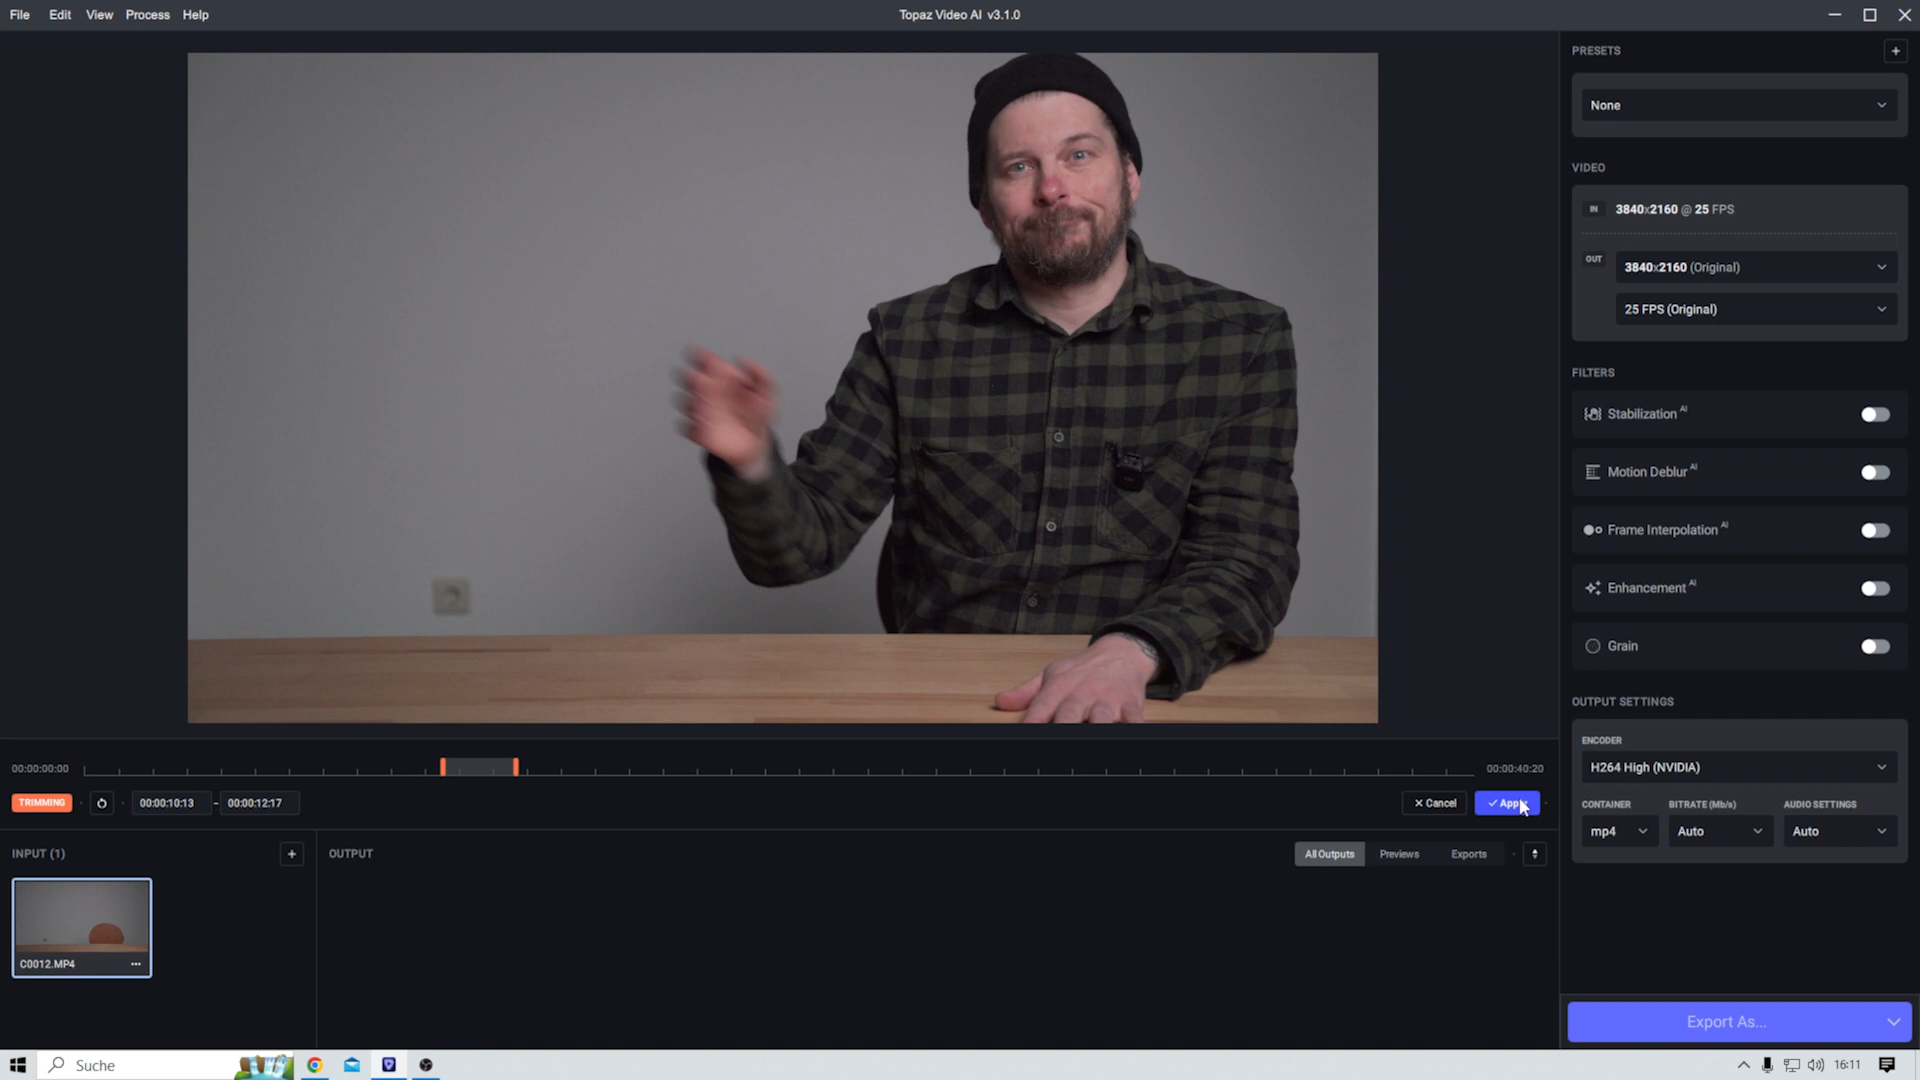 File Edit View Process Help
Topaz Video AI v3.1.0
PRESETS
None
VIDEO
IN 3840x2160 @ 25 FPS
OUT 3840x2160 (Original)
25 FPS (Original)
FILTERS
Stabilization AI
Motion Deblur AI
Frame Interpolation AI
Enhancement AI
Grain
OUTPUT SETTINGS
ENCODER
H264 High (NVIDIA)
CONTAINER BITRATE (Mb/s) AUDIO SETTINGS
mp4 Auto Auto
Export As...
00:00:00:00 00:00:40:20
TRIMMING 00:00:10:13 - 00:00:12:17 Cancel Apply
INPUT (1) OUTPUT All Outputs Previews Exports
C0012.MP4
Suche 16:11